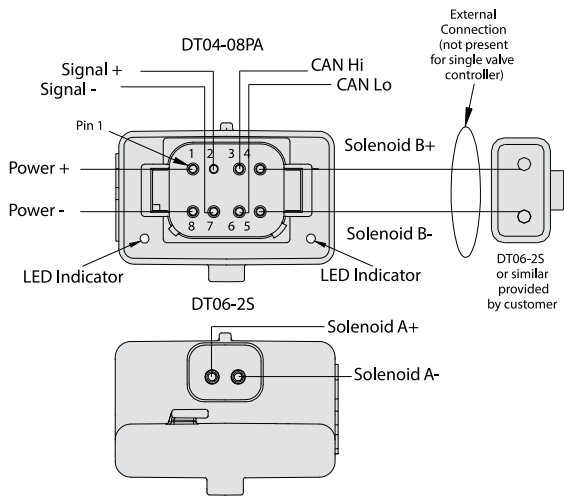 External
Connection
(not present
for single valve
controller)
DT04-08PA
Signal +
Signal -
CAN Hi
CAN Lo
Pin 1
1 2 3 4
Solenoid B+
Power +
Power -
8 7 6 5
Solenoid B-
LED Indicator
LED Indicator
DT06-2S
or similar
provided
by customer
DT06-2S
Solenoid A+
Solenoid A-